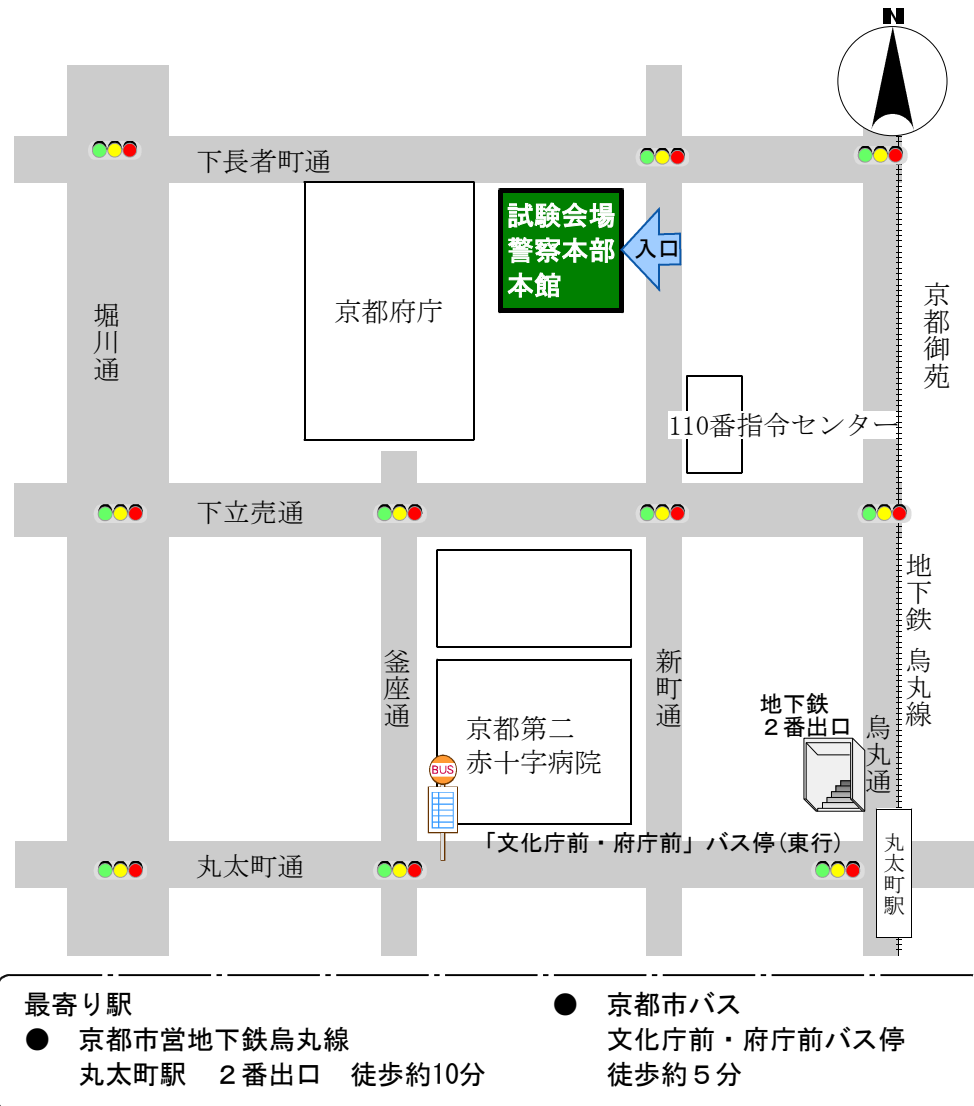 N
下長者町通
試験会場
警察本部
本館
入口
京都府庁
堀川通
京都御苑
110番指令センター
下立売通
地下鉄 烏丸線
釜座通
新町通
地下鉄
２番出口
烏丸通
京都第二
赤十字病院
BUS
「文化庁前・府庁前」バス停(東行)
丸太町通
丸太町駅
最寄り駅
● 京都市営地下鉄烏丸線
丸太町駅 ２番出口 徒歩約10分
● 京都市バス
文化庁前・府庁前バス停
徒歩約５分